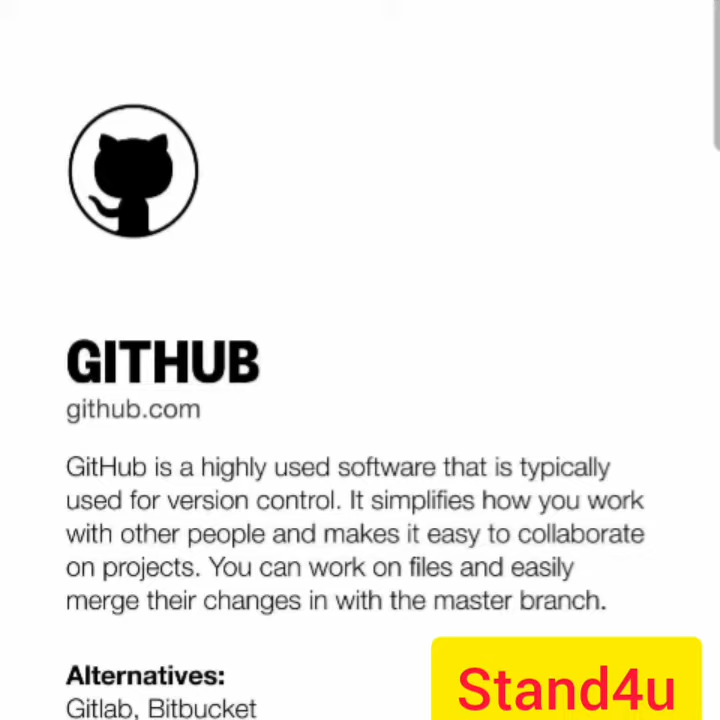 GITHUB
github.com
GitHub is a highly used software that is typically
used for version control. It simplifies how you work
with other people and makes it easy to collaborate
on projects. You can work on files and easily
merge their changes in with the master branch.
Alternatives:
Gitlab, Bitbucket
Stand4u